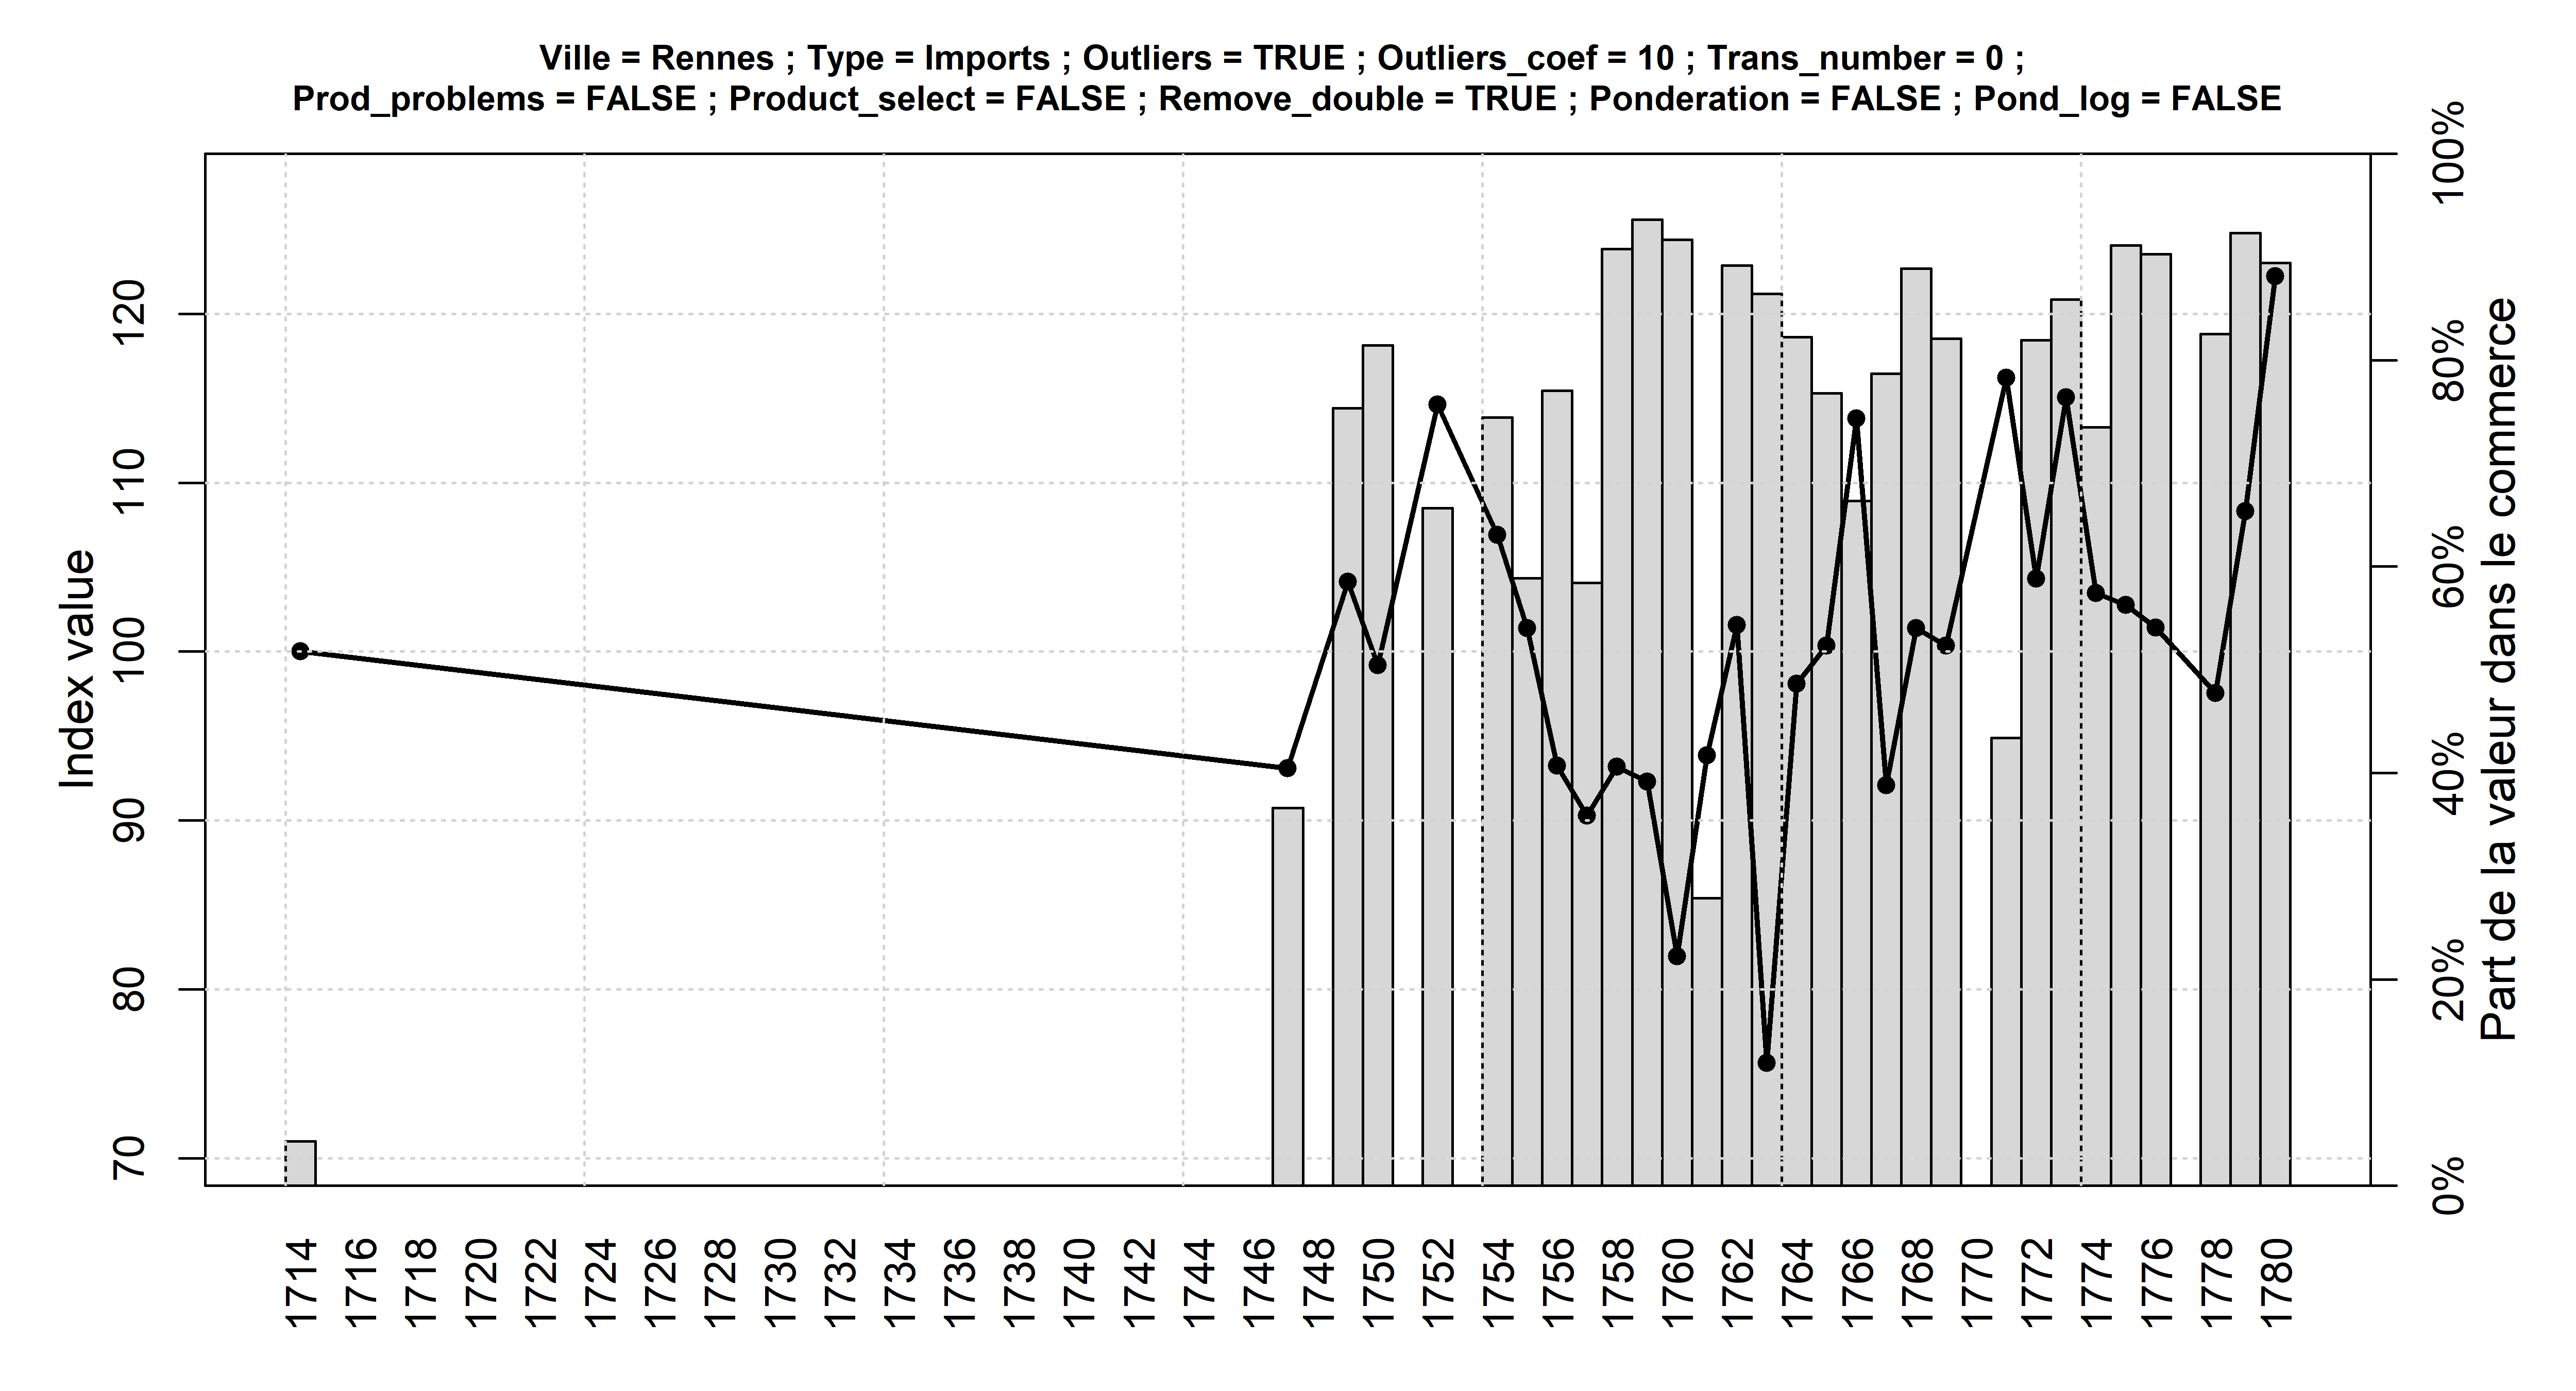 Ville = Rennes ; Type = Imports ; Outliers = TRUE ; Outliers_coef = 10 ; Trans_number = 0 ;
Prod_problems = FALSE ; Product_select = FALSE ; Remove_double = TRUE ; Ponderation = FALSE ; Pond_log = FALSE
Index value
120
110
100
90
80
70
100%
80%
60%
40%
20%
0%
Part de la valeur dans le commerce
1714 1716 1718 1720 1722 1724 1726 1728 1730 1732 1734 1736 1738 1740 1742 1744 1746 1748 1750 1752 1754 1756 1758 1760 1762 1764 1766 1768 1770 1772 1774 1776 1778 1780